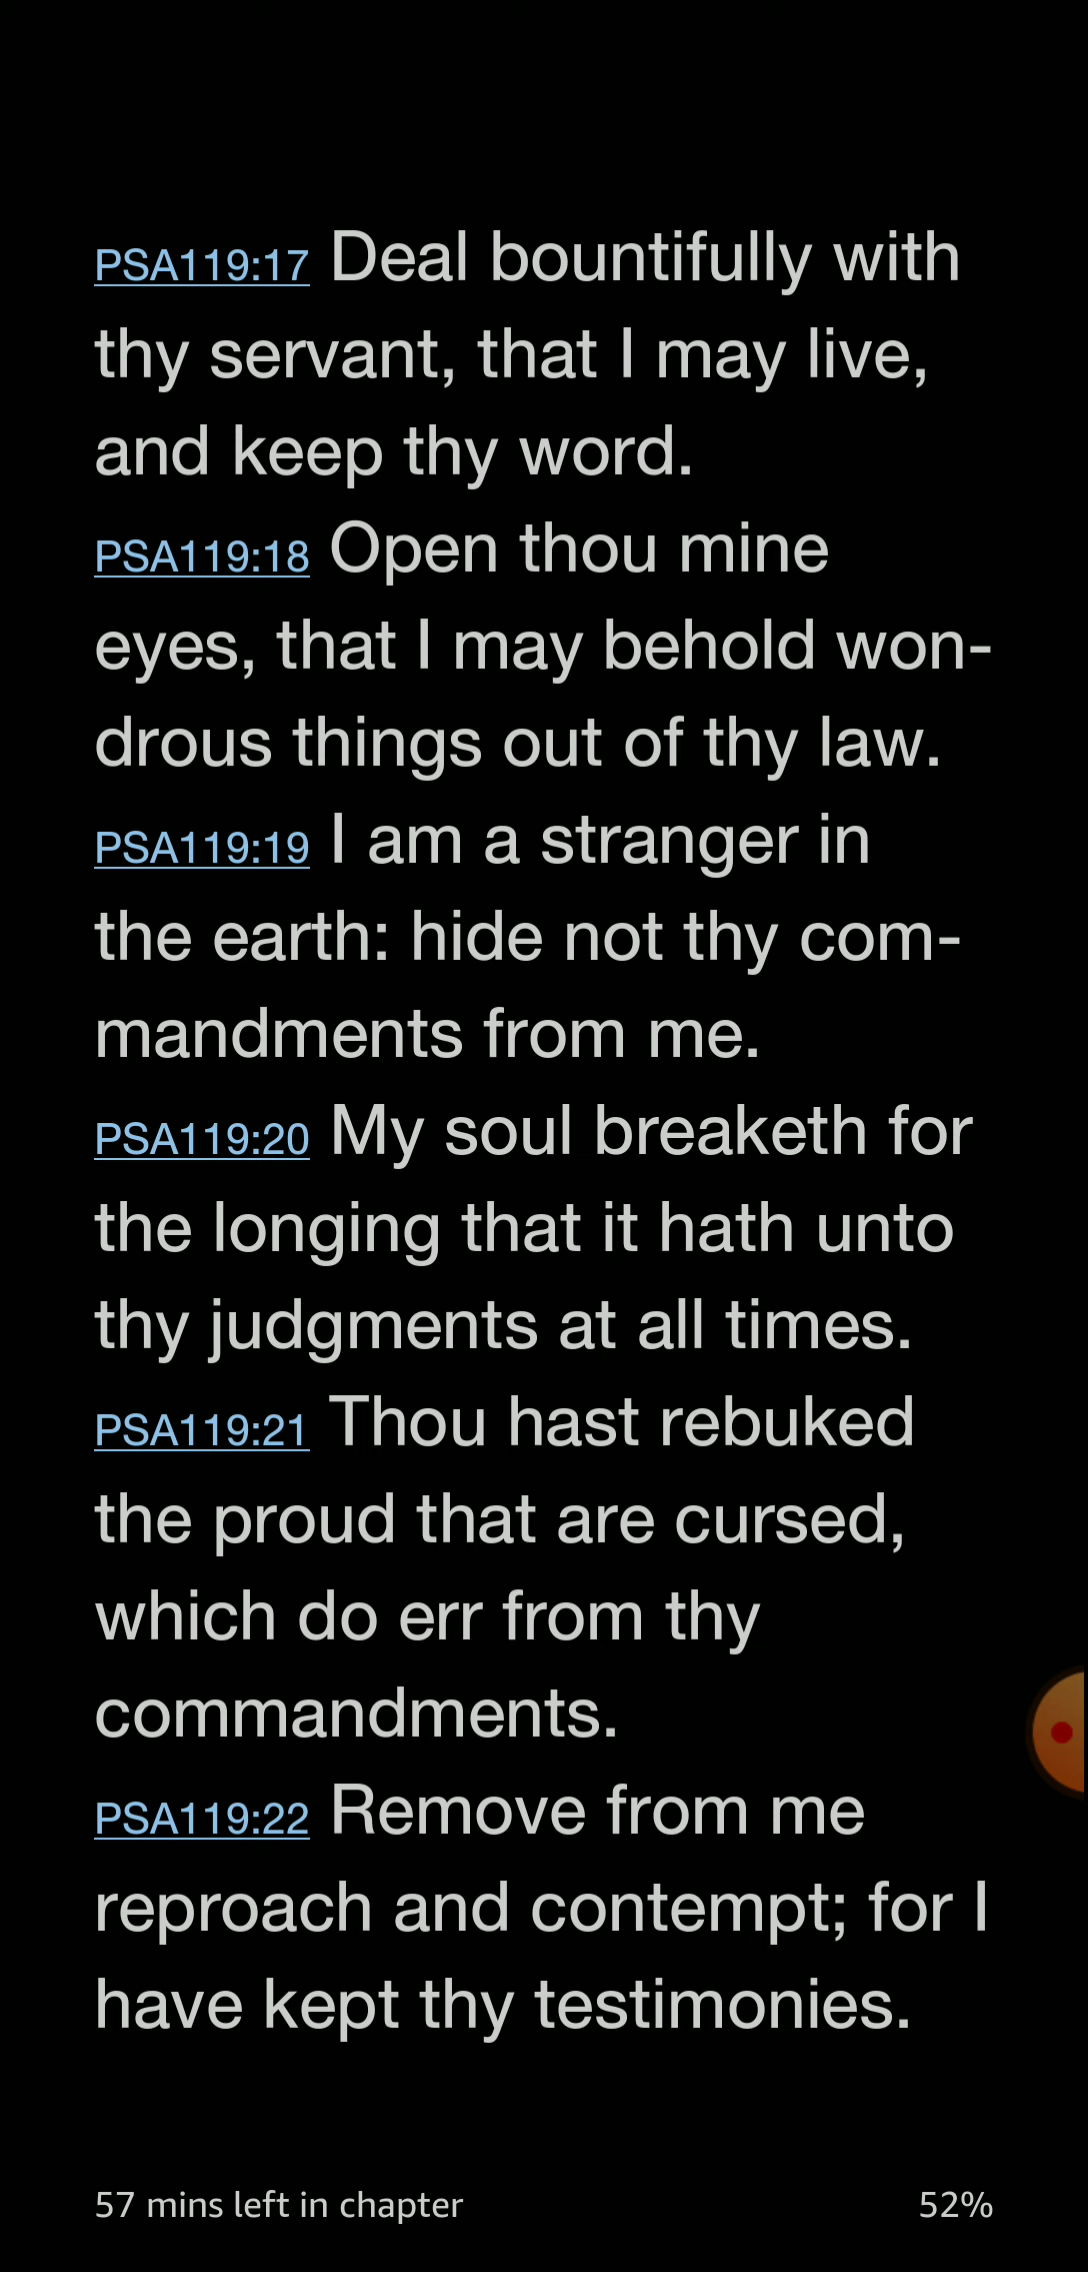 PSA119:17 Deal bountifully with
thy servant, that I may live,
and keep thy word.
PSA119:18 Open thou mine
eyes, that I may behold won-
drous things out of thy law.
PSA119:19 I am a stranger in
the earth: hide not thy com-
mandments from me.
PSA119:20 My soul breaketh for
the longing that it hath unto
thy judgments at all times.
PSA119:21 Thou hast rebuked
the proud that are cursed,
which do err from thy
commandments.
PSA119:22 Remove from me
reproach and contempt; for I
have kept thy testimonies.
57 mins left in chapter 52%